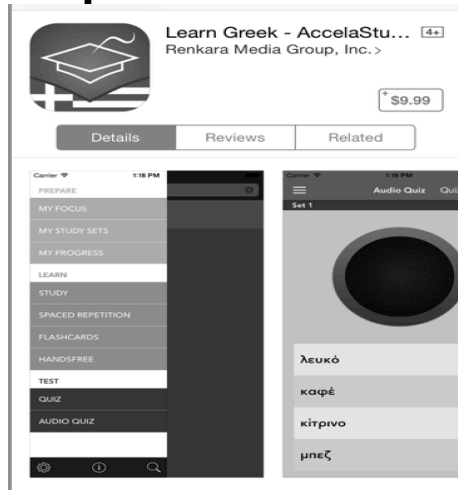 Learn Greek - AccelaStu... 4+
Renkara Media Group, Inc. >
+ $9.99
Details Reviews Related
Carrier 1:18 PM
PREPARE
MY FOCUS
MY STUDY SETS
MY PROGRESS
LEARN
STUDY
SPACED REPETITION
FLASHCARDS
HANDSFREE
TEST
QUIZ
AUDIO QUIZ
Carrier 1:18 PM
Audio Quiz Qui
Set 1
λευκό
καφέ
κίτρινο
μπεζ